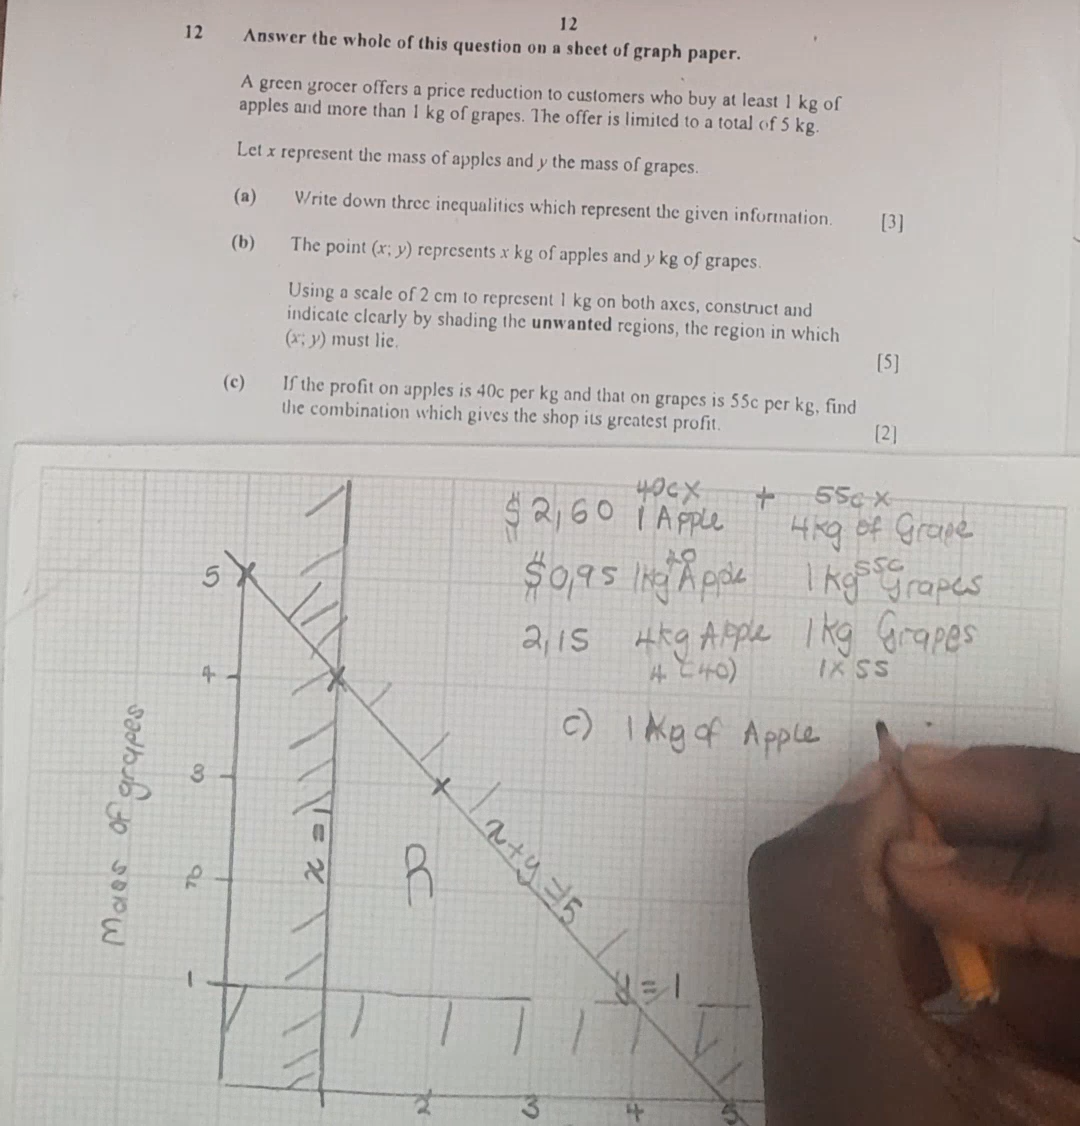 12
12 Answer the whole of this question on a sheet of graph paper.
A green grocer offers a price reduction to customers who buy at least 1 kg of
apples and more than 1 kg of grapes. The offer is limited to a total of 5 kg.
Let x represent the mass of apples and y the mass of grapes.
(a) Write down three inequalities which represent the given information. [3]
(b) The point (x; y) represents x kg of apples and y kg of grapes.
Using a scale of 2 cm to represent 1 kg on both axes, construct and
indicate clearly by shading the unwanted regions, the region in which
(x; y) must lie. [5]
(c) If the profit on apples is 40c per kg and that on grapes is 55c per kg, find
the combination which gives the shop its greatest profit. [2]
40c x + 55c x
$2,60 1 Apple 4kg of Grape
$0,95 1kg 40 Apple 1kg 55c Grapes
2,15 4kg Apple 1kg Grapes
4 (40) 1 x 55
c) 1 kg of Apple
5
4
3
2
1
Mass of grapes
x = 1
R
x + y = 5
y = 1
2 3 4 5